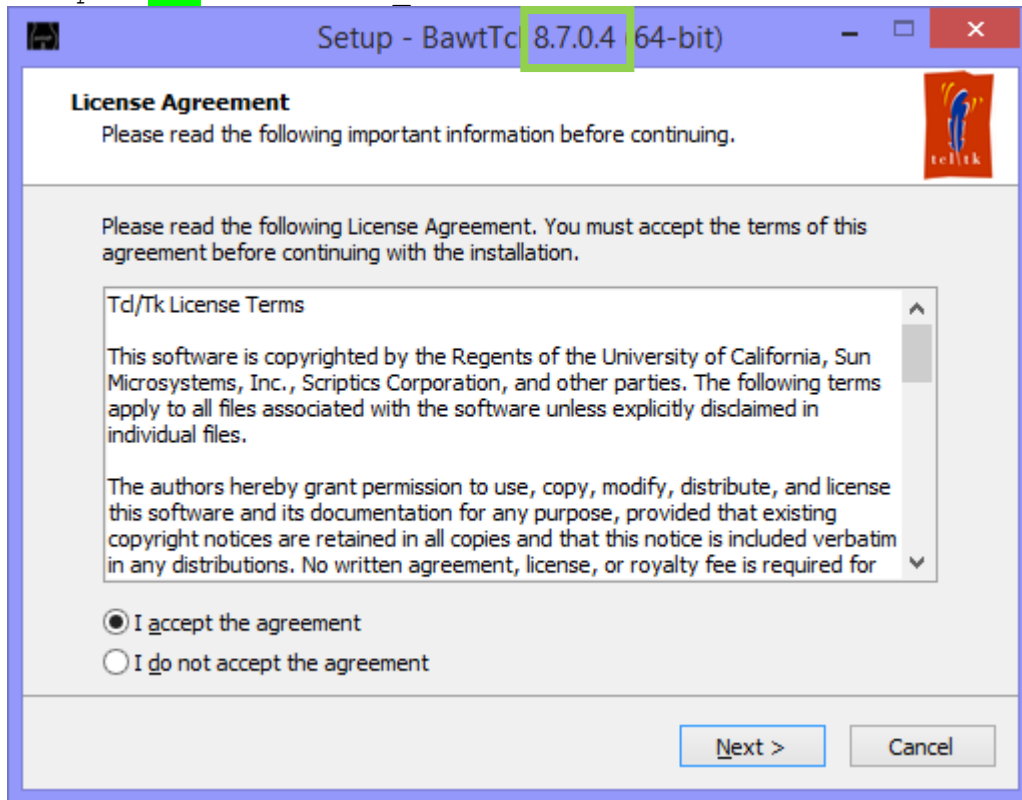 Setup - BawtTcl 8.7.0.4 (64-bit)
License Agreement
Please read the following important information before continuing.
tcl\tk
Please read the following License Agreement. You must accept the terms of this
agreement before continuing with the installation.
Tcl/Tk License Terms
This software is copyrighted by the Regents of the University of California, Sun
Microsystems, Inc., Scriptics Corporation, and other parties. The following terms
apply to all files associated with the software unless explicitly disclaimed in
individual files.
The authors hereby grant permission to use, copy, modify, distribute, and license
this software and its documentation for any purpose, provided that existing
copyright notices are retained in all copies and that this notice is included verbatim
in any distributions. No written agreement, license, or royalty fee is required for
I accept the agreement
I do not accept the agreement
Next >
Cancel